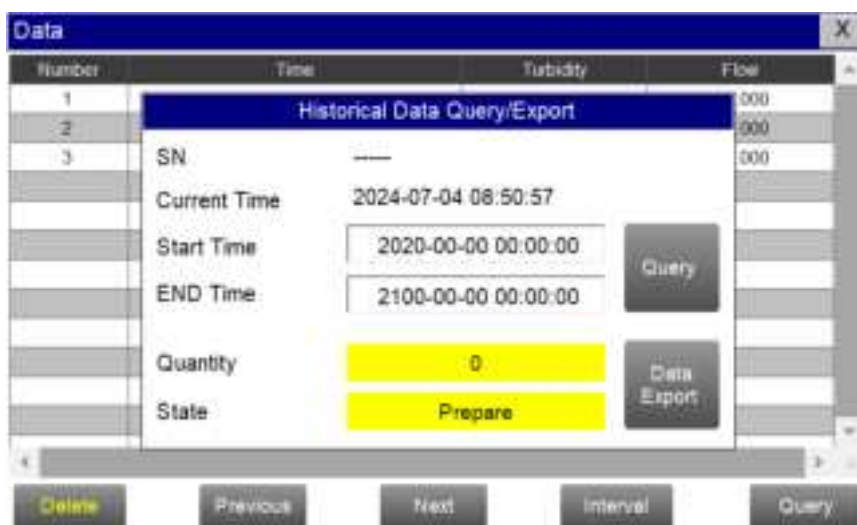 Data X
Number Time Turbidity Flow
1 000
2 000
3 000
Historical Data Query/Export
SN -----
Current Time 2024-07-04 08:50:57
Start Time 2020-00-00 00:00:00
Query
END Time 2100-00-00 00:00:00
Quantity 0
Data
Export
State Prepare
Delete Previous Next Interval Query